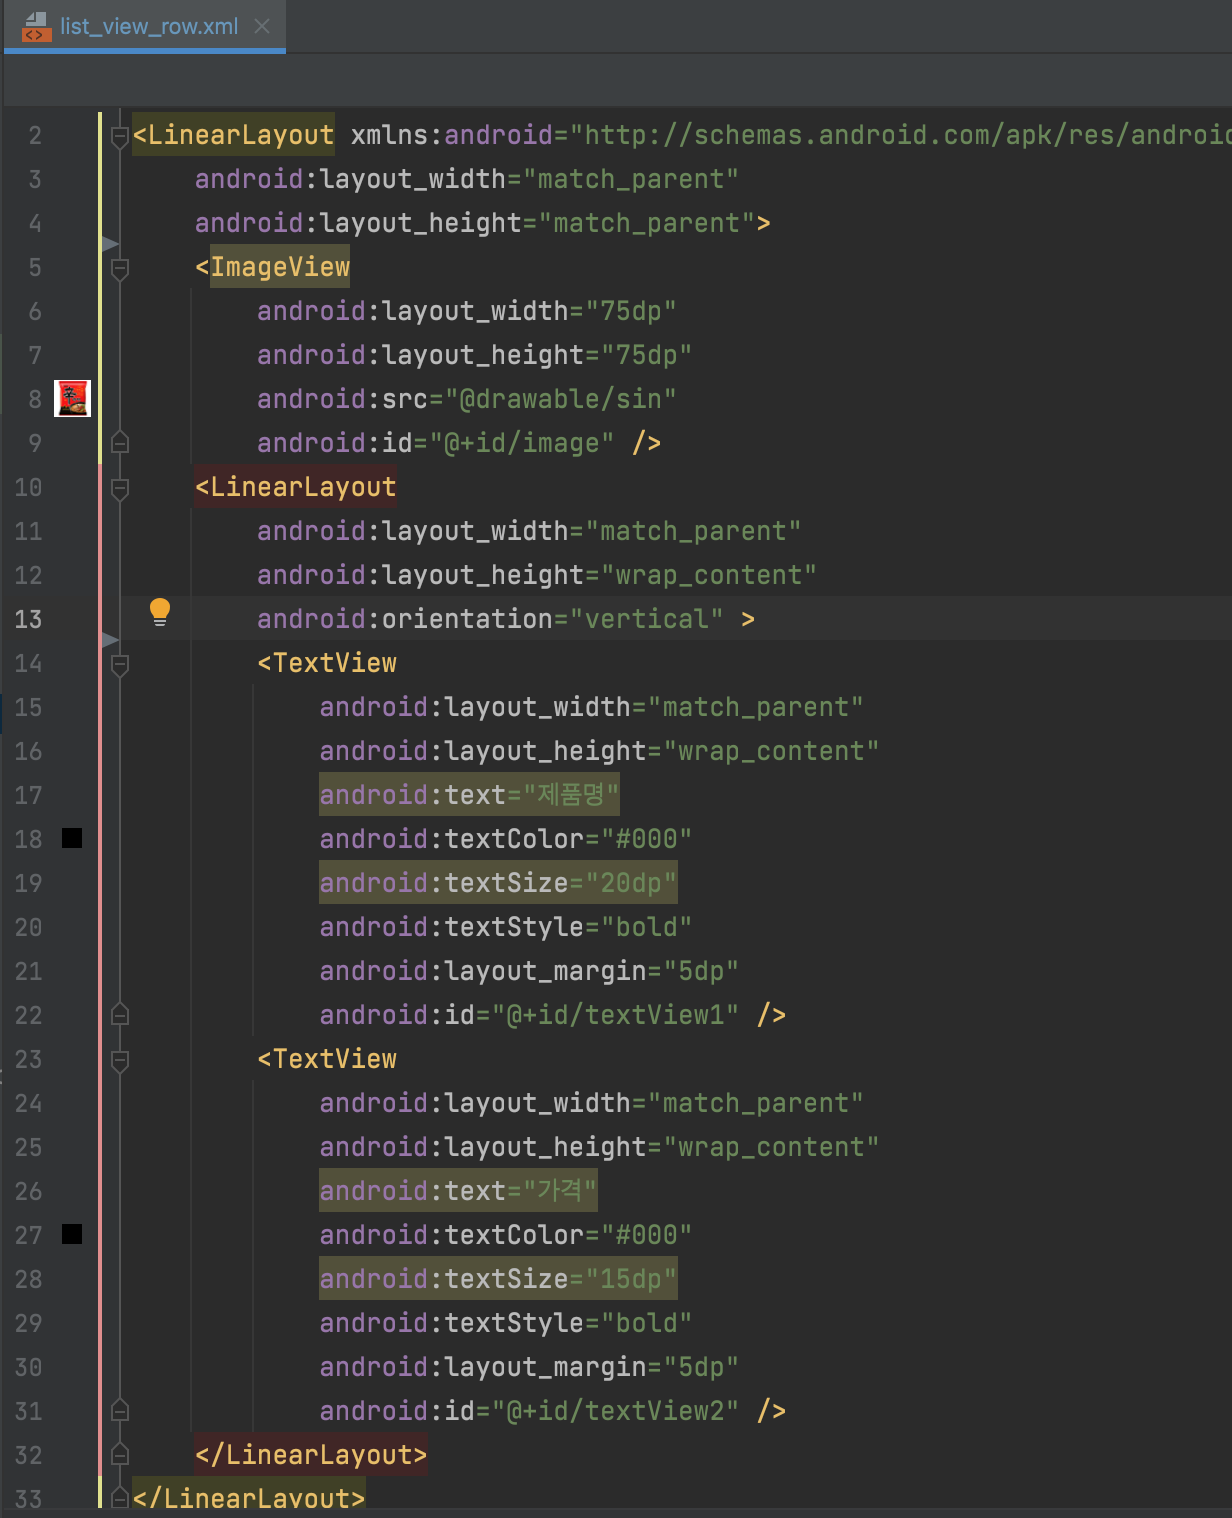 list_view_row.xml
2 <LinearLayout xmlns:android="http://schemas.android.com/apk/res/android
3 android:layout_width="match_parent"
4 android:layout_height="match_parent">
5 <ImageView
6 android:layout_width="75dp"
7 android:layout_height="75dp"
8 android:src="@drawable/sin"
9 android:id="@+id/image" />
10 <LinearLayout
11 android:layout_width="match_parent"
12 android:layout_height="wrap_content"
13 android:orientation="vertical" >
14 <TextView
15 android:layout_width="match_parent"
16 android:layout_height="wrap_content"
17 android:text="제품명"
18 android:textColor="#000"
19 android:textSize="20dp"
20 android:textStyle="bold"
21 android:layout_margin="5dp"
22 android:id="@+id/textView1" />
23 <TextView
24 android:layout_width="match_parent"
25 android:layout_height="wrap_content"
26 android:text="가격"
27 android:textColor="#000"
28 android:textSize="15dp"
29 android:textStyle="bold"
30 android:layout_margin="5dp"
31 android:id="@+id/textView2" />
32 </LinearLayout>
33 </LinearLayout>